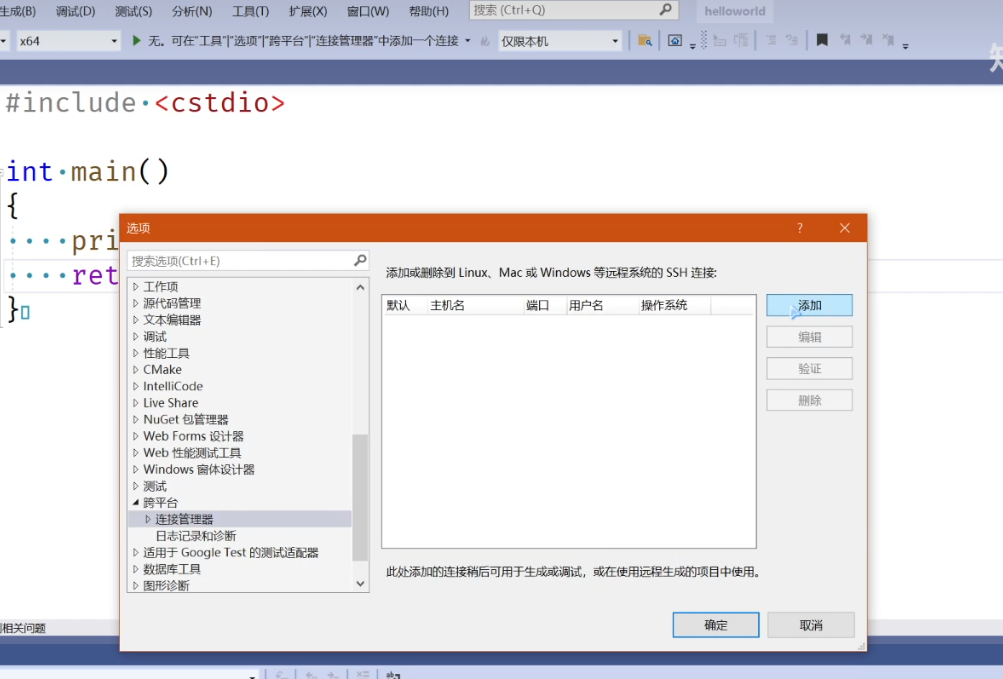 生成(B) 调试(D) 测试(S) 分析(N) 工具(T) 扩展(X) 窗口(W) 帮助(H) 搜索 (Ctrl+Q) helloworld
x64 无。可在"工具"|"选项"|"跨平台"|"连接管理器"中添加一个连接 仅限本机
#include <cstdio>
int main()
{
pri
ret
}
选项
搜索选项(Ctrl+E)
工作项
源代码管理
文本编辑器
调试
性能工具
CMake
IntelliCode
Live Share
NuGet 包管理器
Web Forms 设计器
Web 性能测试工具
Windows 窗体设计器
测试
跨平台
连接管理器
日志记录和诊断
适用于 Google Test 的测试适配器
数据库工具
图形诊断
添加或删除到 Linux、Mac 或 Windows 等远程系统的 SSH 连接:
默认 主机名 端口 用户名 操作系统
添加
编辑
验证
删除
此处添加的连接稍后可用于生成或调试，或在使用远程生成的项目中使用。
确定 取消
相关问题